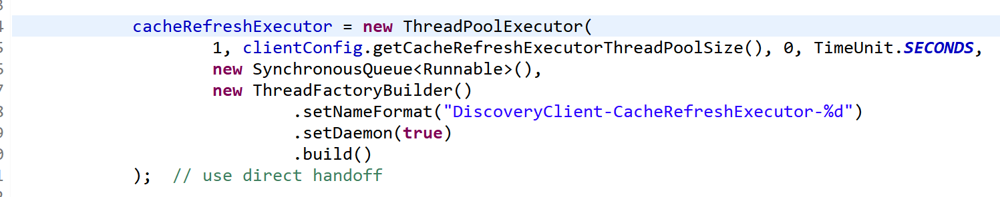 cacheRefreshExecutor = new ThreadPoolExecutor(
1, clientConfig.getCacheRefreshExecutorThreadPoolSize(), 0, TimeUnit.SECONDS,
new SynchronousQueue<Runnable>(),
new ThreadFactoryBuilder()
.setNameFormat("DiscoveryClient-CacheRefreshExecutor-%d")
.setDaemon(true)
.build()
);  // use direct handoff